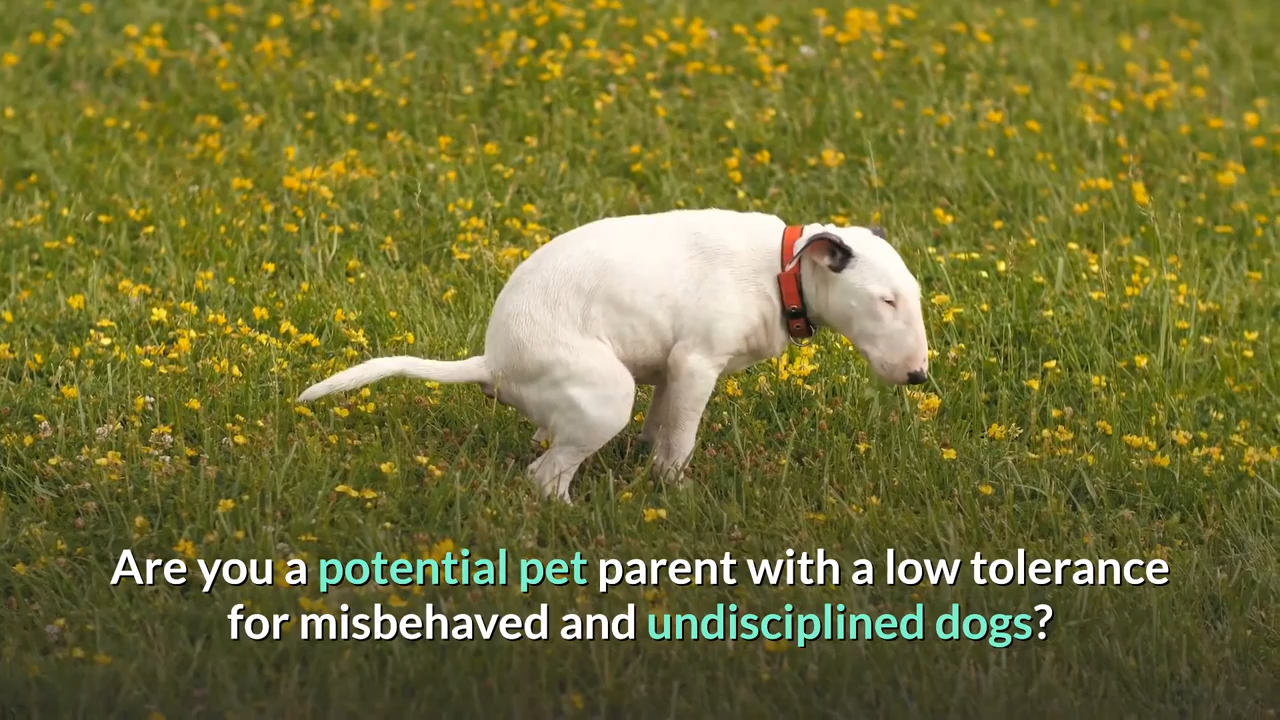 Are you a potential pet parent with a low tolerance
for misbehaved and undisciplined dogs?